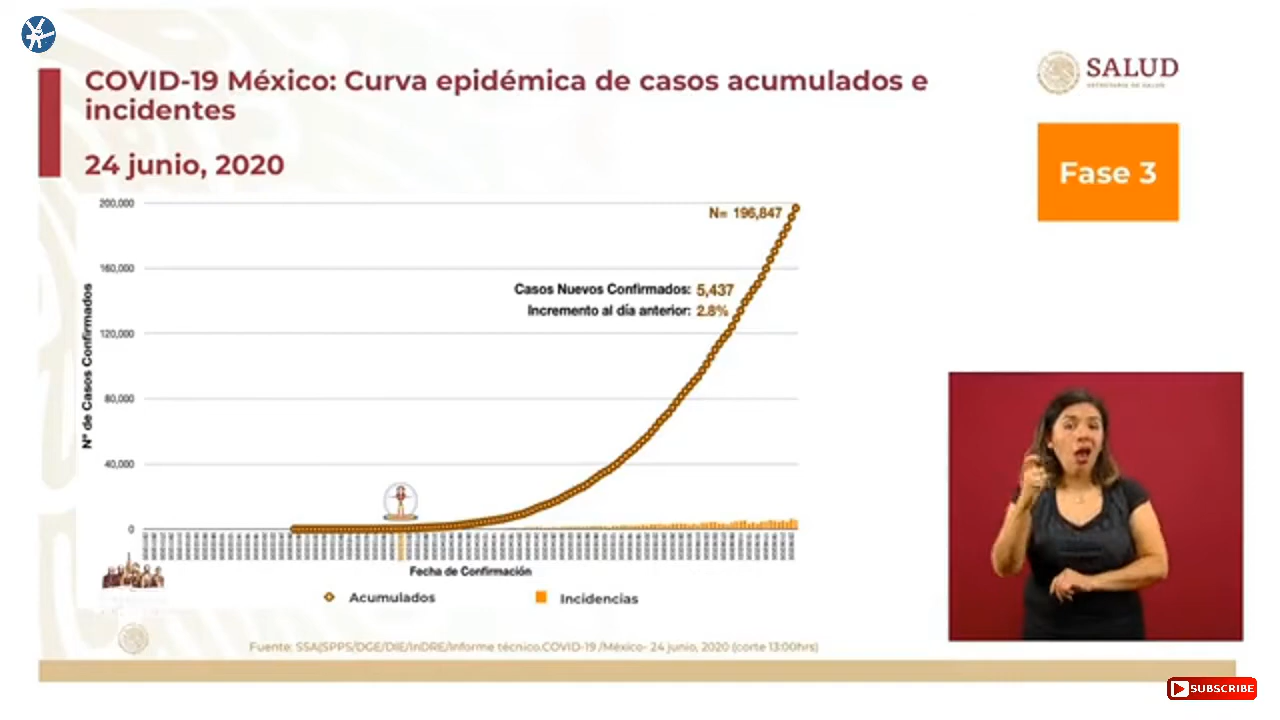 COVID-19 México: Curva epidémica de casos acumulados e
incidentes
24 junio, 2020
SALUD
SECRETARÍA DE SALUD
Fase 3
200,000
N= 196,847
160,000
Casos Nuevos Confirmados: 5,437
Incremento al día anterior: 2.8%
120,000
Nº de Casos Confirmados
80,000
40,000
0
Fecha de Confirmación
Acumulados
Incidencias
Fuente: SSA(SPPS/DGE/DIE/InDRE/Informe técnico.COVID-19 /México- 24 junio, 2020 (corte 13:00hrs)
SUBSCRIBE